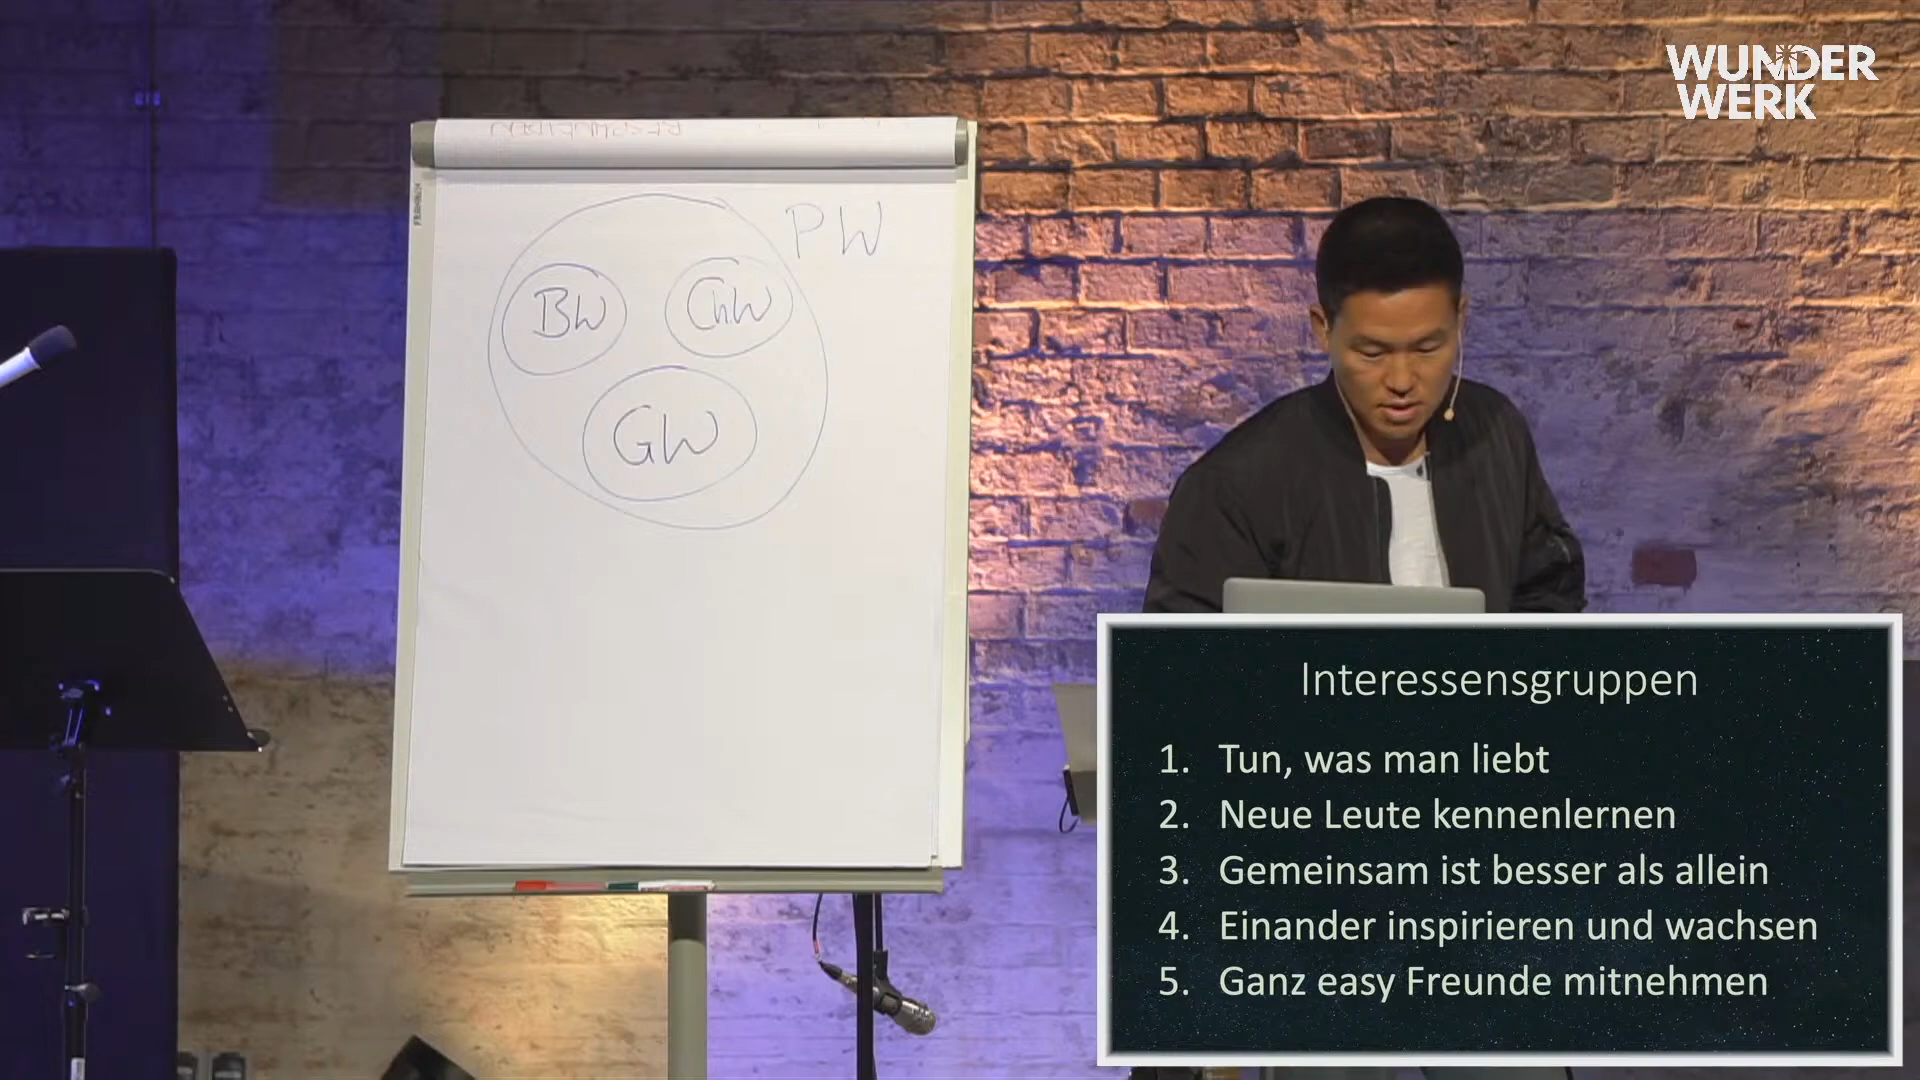 WUNDER
WERK
PW
BW
ChW
GW
Interessensgruppen
1. Tun, was man liebt
2. Neue Leute kennenlernen
3. Gemeinsam ist besser als allein
4. Einander inspirieren und wachsen
5. Ganz easy Freunde mitnehmen